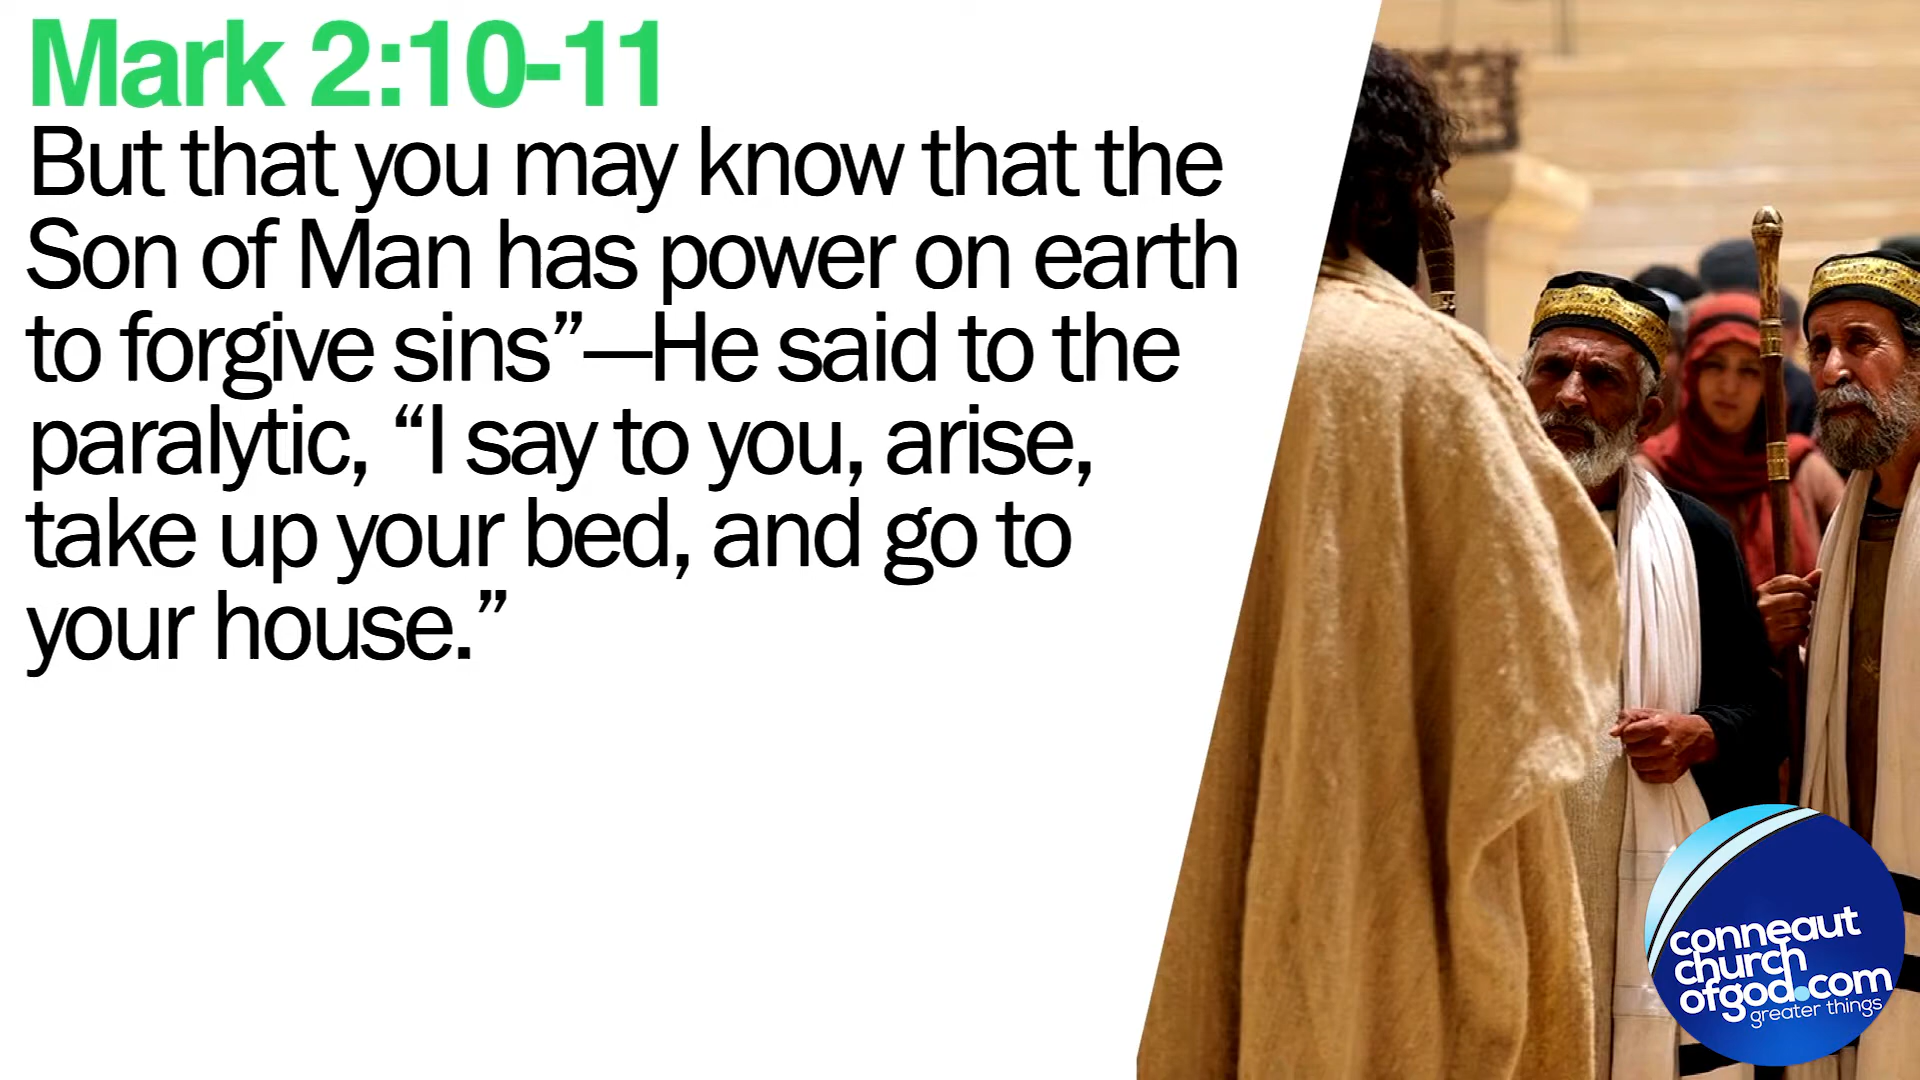 Mark 2:10-11
But that you may know that the
Son of Man has power on earth
to forgive sins”—He said to the
paralytic, “I say to you, arise,
take up your bed, and go to
your house.”
conneaut
church
ofgod.com
greater things